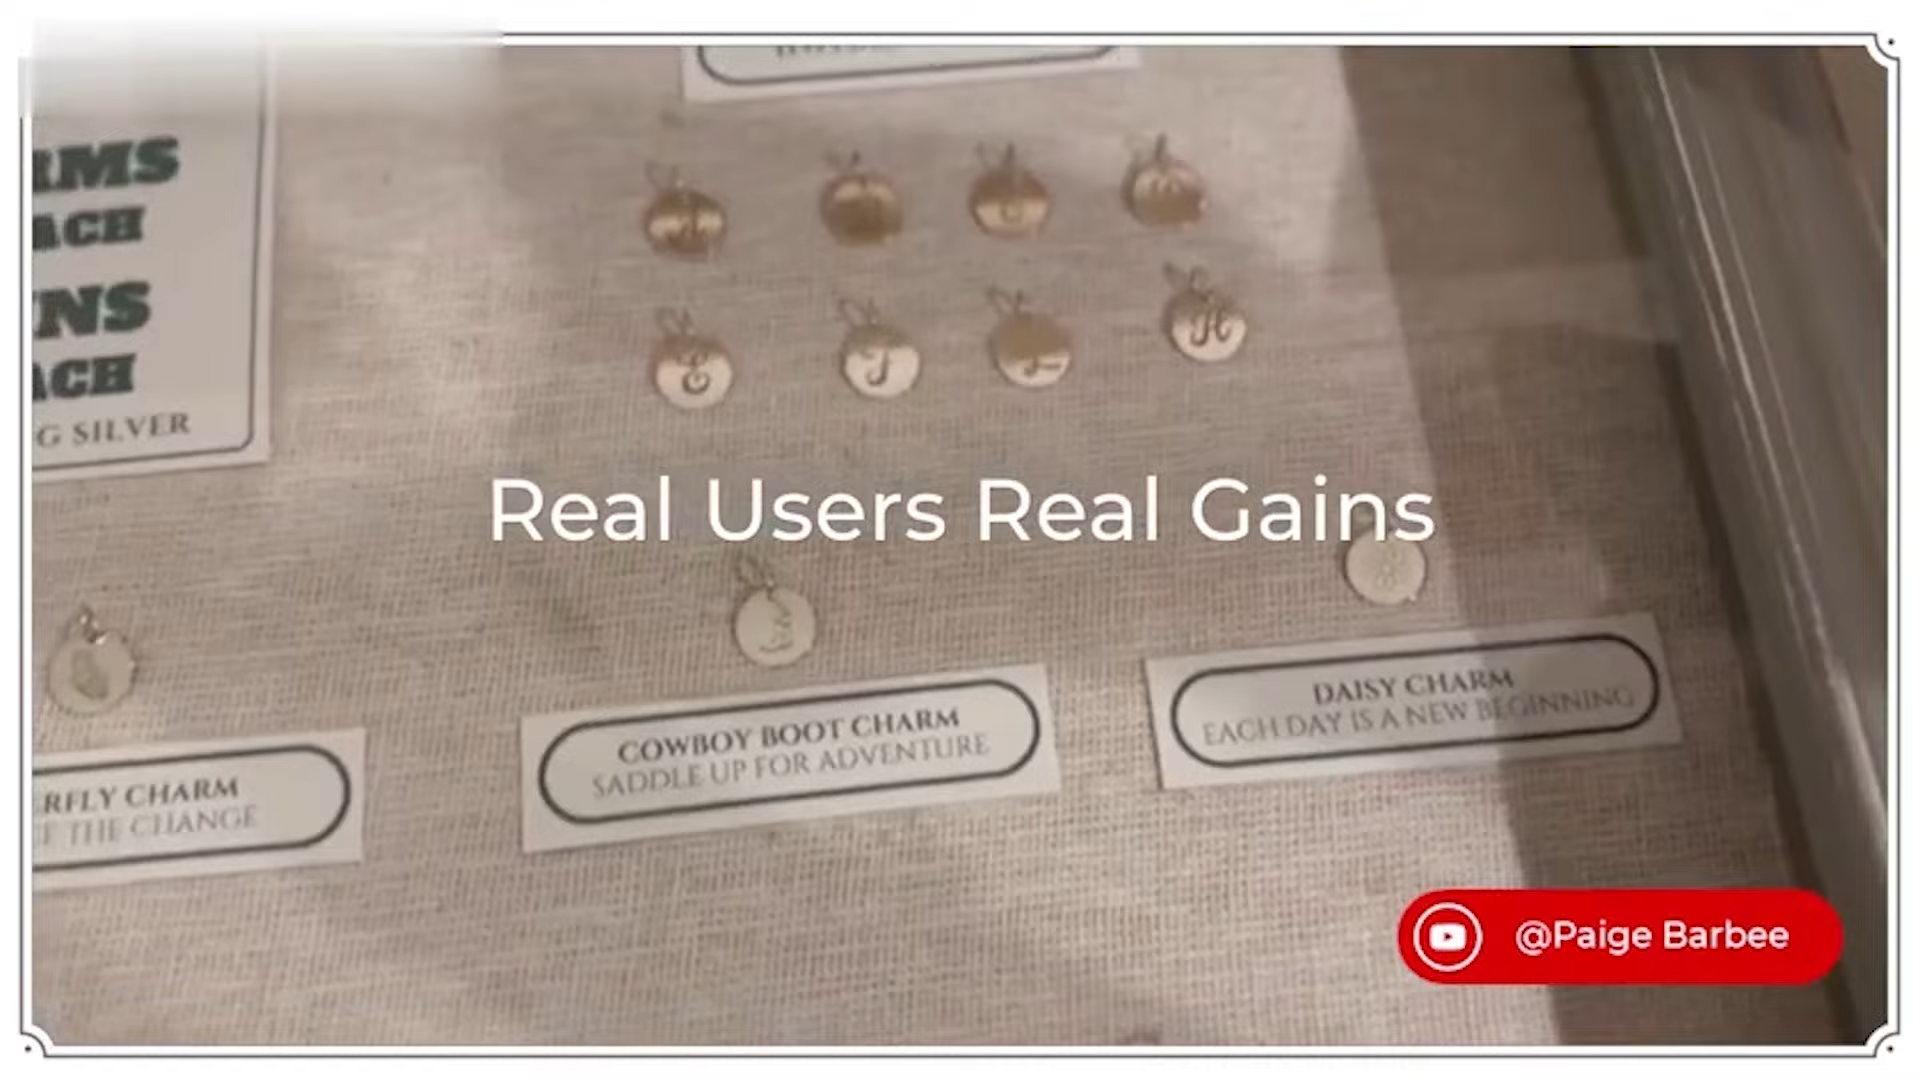 RMS
ACH
NS
ACH
G SILVER
E
J
L
H
Real Users Real Gains
DAISY CHARM
EACH DAY IS A NEW BEGINNING
COWBOY BOOT CHARM
SADDLE UP FOR ADVENTURE
RFLY CHARM
THE CHANGE
@Paige Barbee